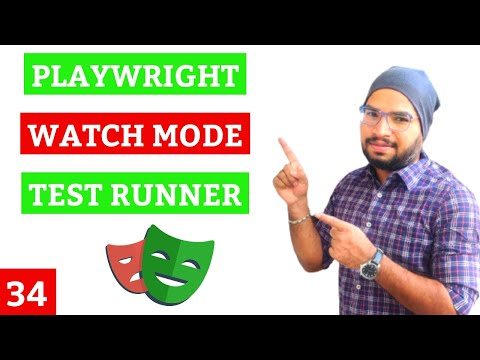 PLAYWRIGHT
WATCH MODE
TEST RUNNER
34